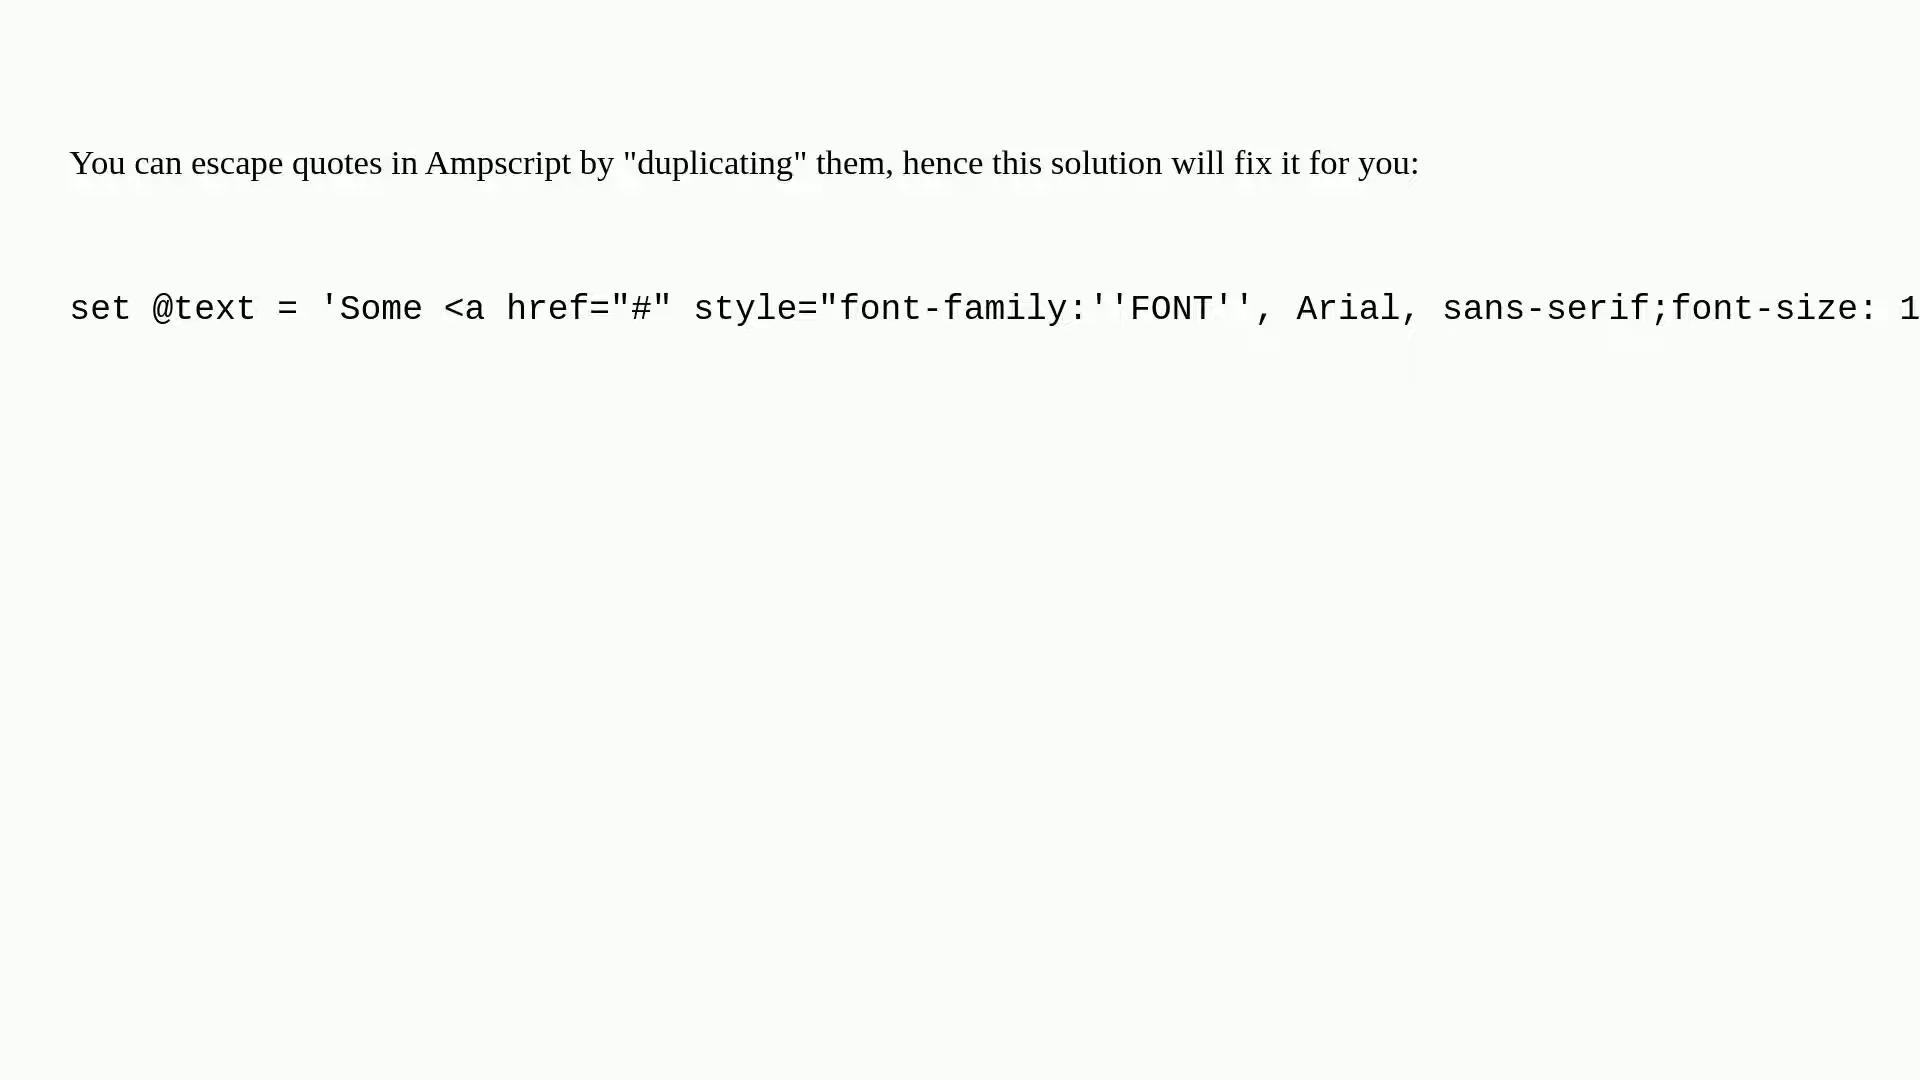 You can escape quotes in Ampscript by "duplicating" them, hence this solution will fix it for you:
set @text = 'Some <a href="#" style="font-family:''FONT'', Arial, sans-serif;font-size: 1